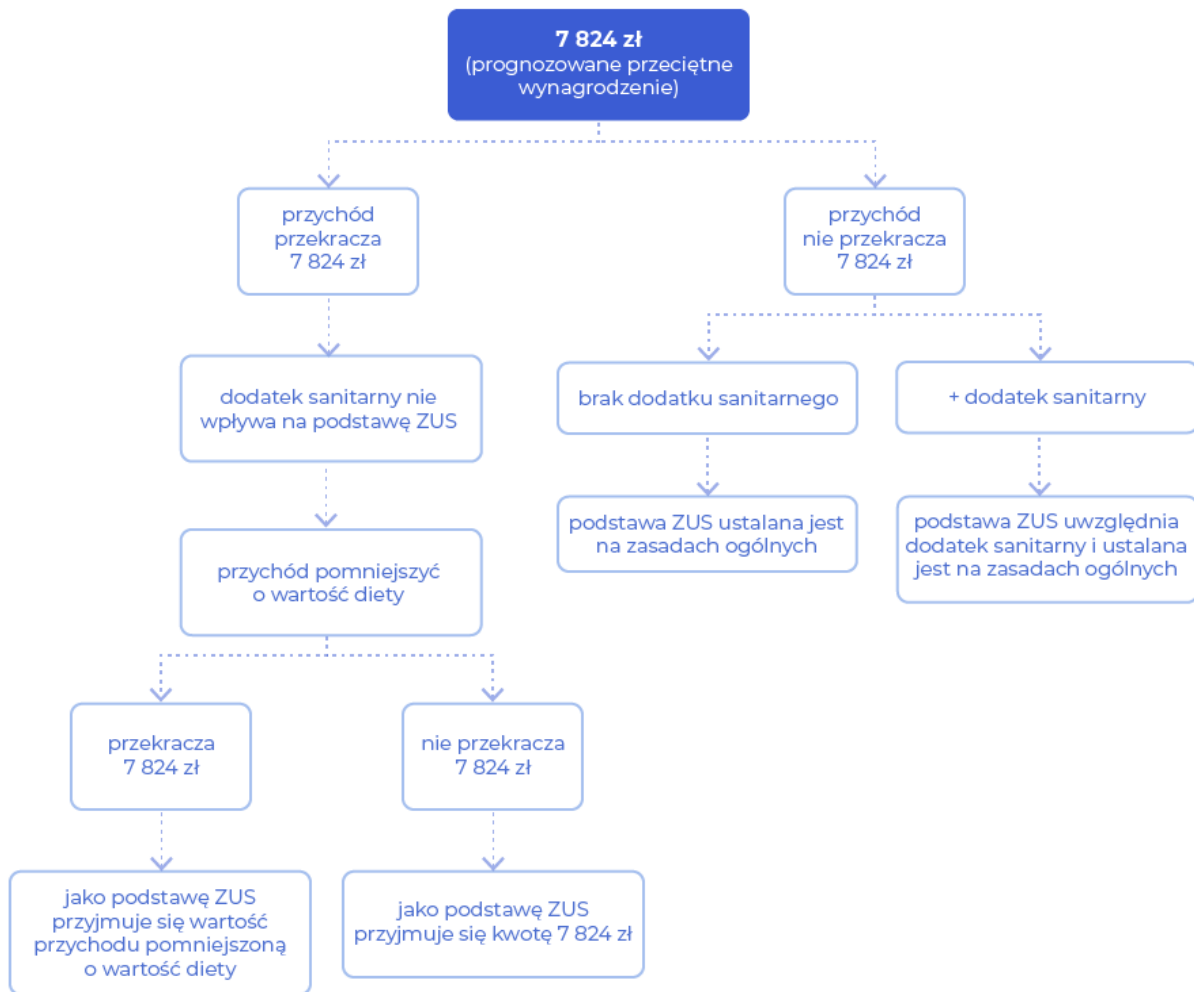 7 824 zł
(prognozowane przeciętne
wynagrodzenie)
przychód
przekracza
7 824 zł
przychód
nie przekracza
7 824 zł
dodatek sanitarny nie
wpływa na podstawę ZUS
brak dodatku sanitarnego
+ dodatek sanitarny
podstawa ZUS ustalana jest
na zasadach ogólnych
podstawa ZUS uwzględnia
dodatek sanitarny i ustalana
jest na zasadach ogólnych
przychód pomniejszyć
o wartość diety
przekracza
7 824 zł
nie przekracza
7 824 zł
jako podstawę ZUS
przyjmuje się wartość
przychodu pomniejszoną
o wartość diety
jako podstawę ZUS
przyjmuje się kwotę 7 824 zł